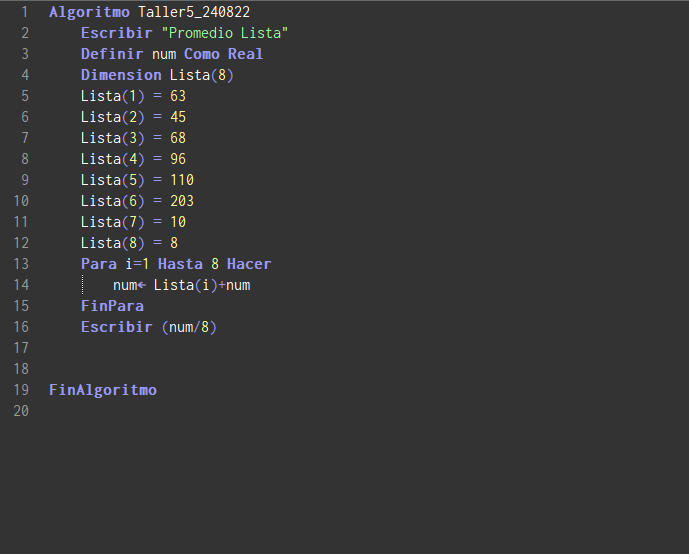 1 Algoritmo Taller5_240822
2 Escribir "Promedio Lista"
3 Definir num Como Real
4 Dimension Lista(8)
5 Lista(1) = 63
6 Lista(2) = 45
7 Lista(3) = 68
8 Lista(4) = 96
9 Lista(5) = 110
10 Lista(6) = 203
11 Lista(7) = 10
12 Lista(8) = 8
13 Para i=1 Hasta 8 Hacer
14 num← Lista(i)+num
15 FinPara
16 Escribir (num/8)
17
18
19 FinAlgoritmo
20